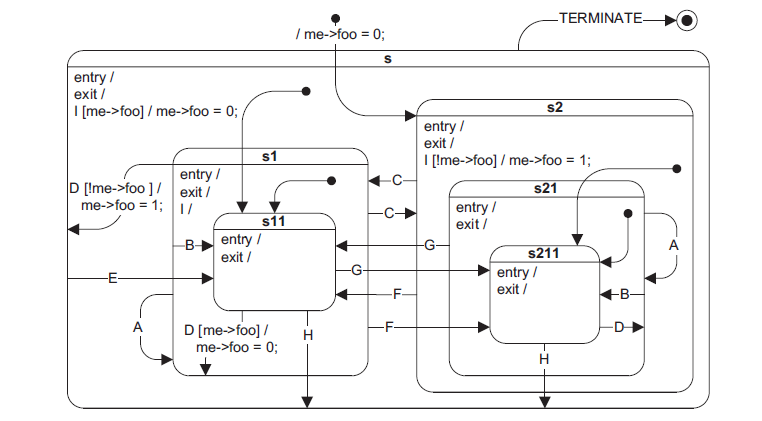 TERMINATE
/ me->foo = 0;
s
entry /
exit /
I [me->foo] / me->foo = 0;
s2
entry /
exit /
I [!me->foo] / me->foo = 1;
s1
entry /
exit /
I /
D [!me->foo ] /
me->foo = 1;
C
C
s21
entry /
exit /
s11
entry /
exit /
B
G
A
s211
entry /
exit /
G
E
F
B
A
D [me->foo] /
me->foo = 0;
H
F
D
H